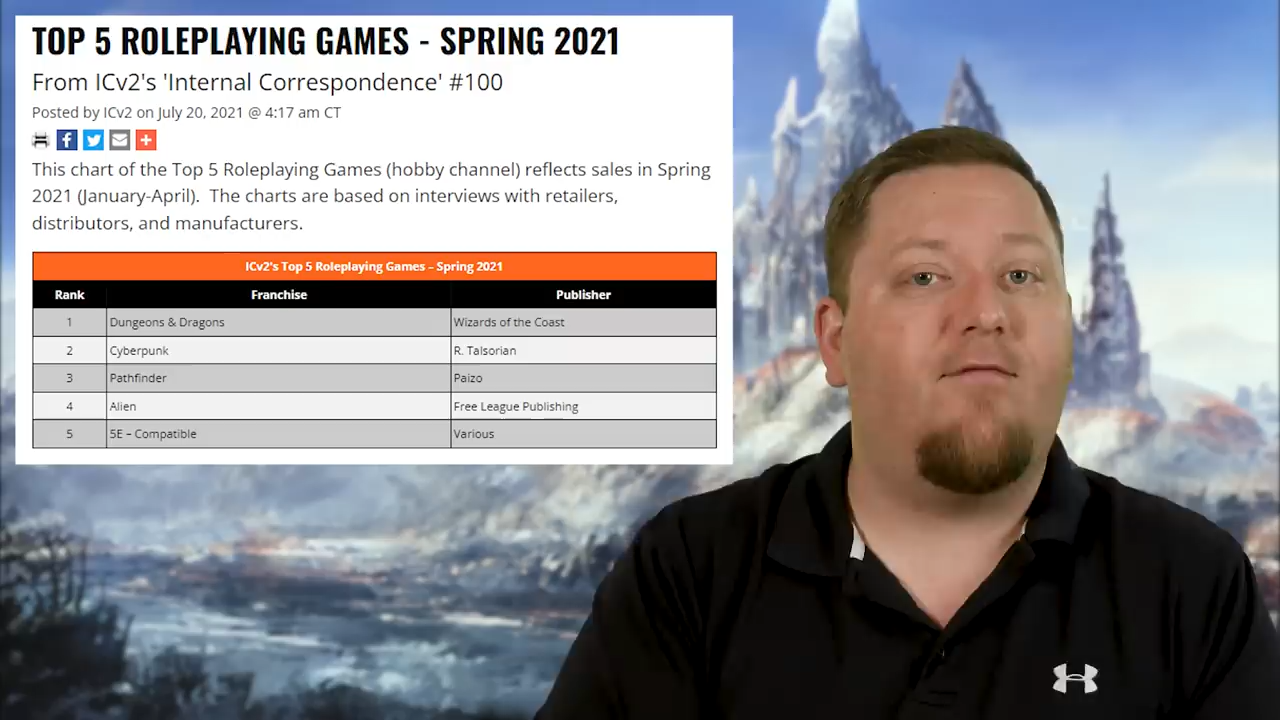 TOP 5 ROLEPLAYING GAMES - SPRING 2021
From ICv2's 'Internal Correspondence' #100
Posted by ICv2 on July 20, 2021 @ 4:17 am CT
This chart of the Top 5 Roleplaying Games (hobby channel) reflects sales in Spring
2021 (January-April). The charts are based on interviews with retailers,
distributors, and manufacturers.
ICv2's Top 5 Roleplaying Games – Spring 2021
Rank Franchise Publisher
1 Dungeons & Dragons Wizards of the Coast
2 Cyberpunk R. Talsorian
3 Pathfinder Paizo
4 Alien Free League Publishing
5 5E – Compatible Various